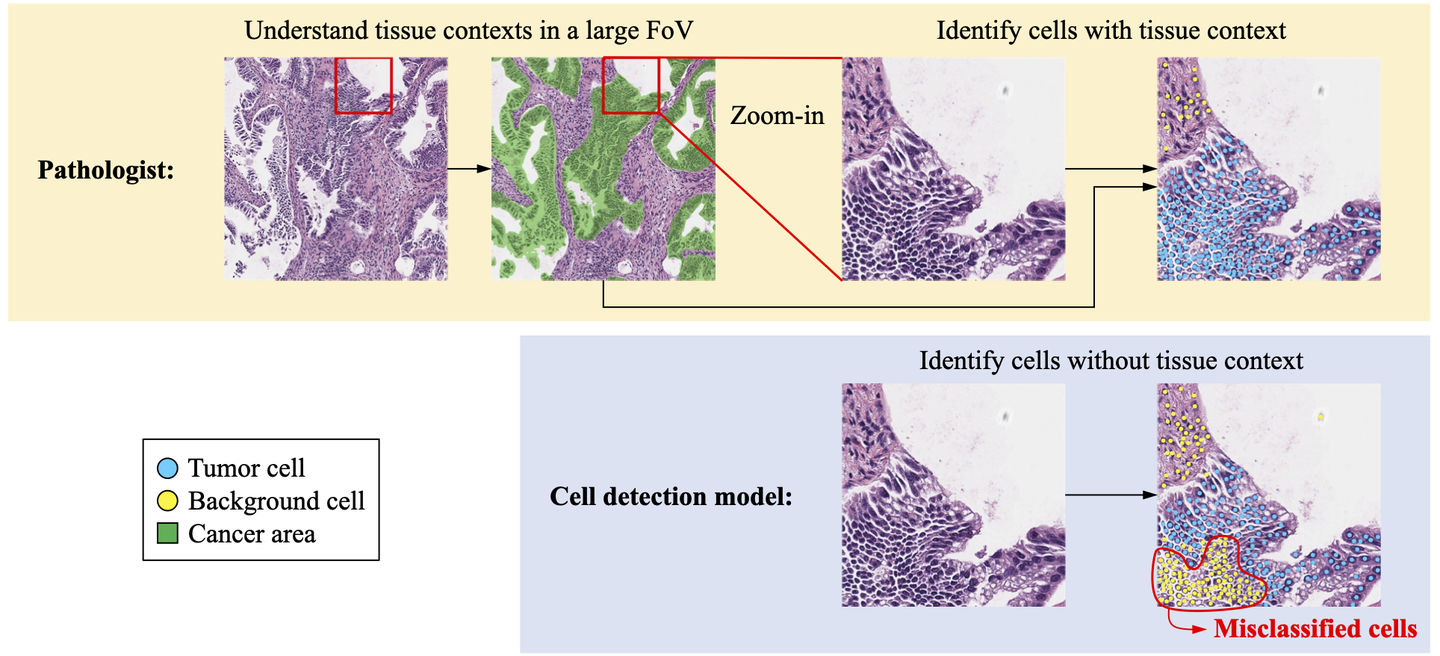 Understand tissue contexts in a large FoV
Identify cells with tissue context
Pathologist:
Zoom-in
Identify cells without tissue context
Cell detection model:
Tumor cell
Background cell
Cancer area
Misclassified cells